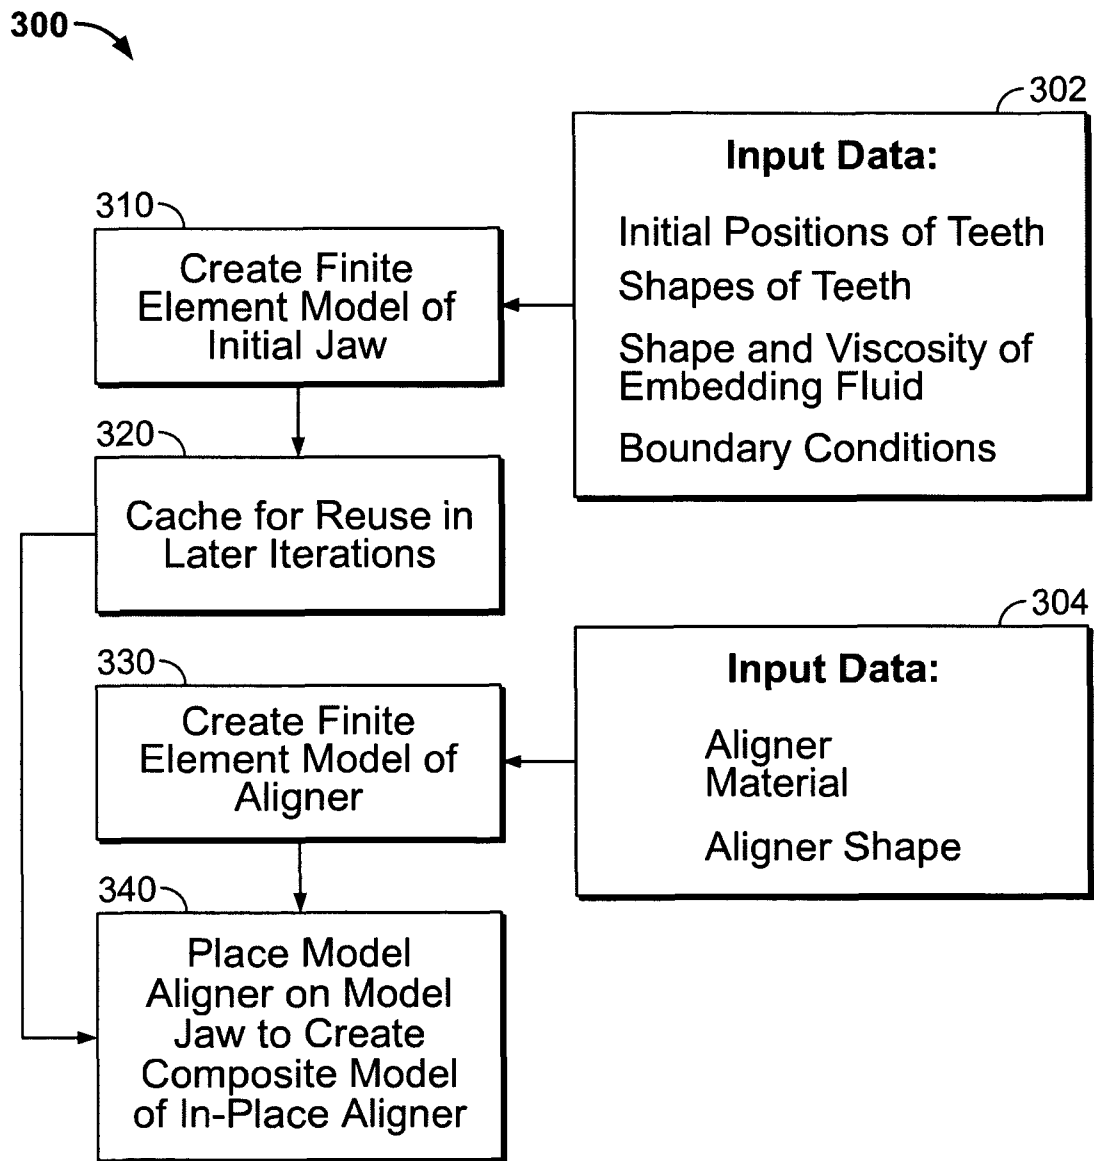 300
302
Input Data:
Initial Positions of Teeth
Shapes of Teeth
Shape and Viscosity of
Embedding Fluid
Boundary Conditions
310
Create Finite
Element Model of
Initial Jaw
320
Cache for Reuse in
Later Iterations
304
Input Data:
Aligner
Material
Aligner Shape
330
Create Finite
Element Model of
Aligner
340
Place Model
Aligner on Model
Jaw to Create
Composite Model
of In-Place Aligner